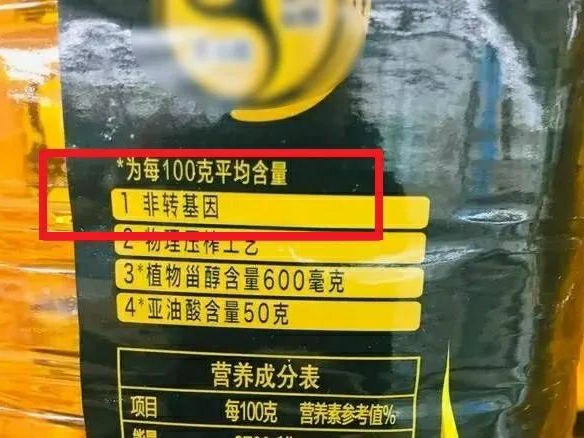 *为每100克平均含量
1 非转基因
2 物理压榨工艺
3*植物甾醇含量600毫克
4*亚油酸含量50克
营养成分表
项目 每100克 营养素参考值%
能量